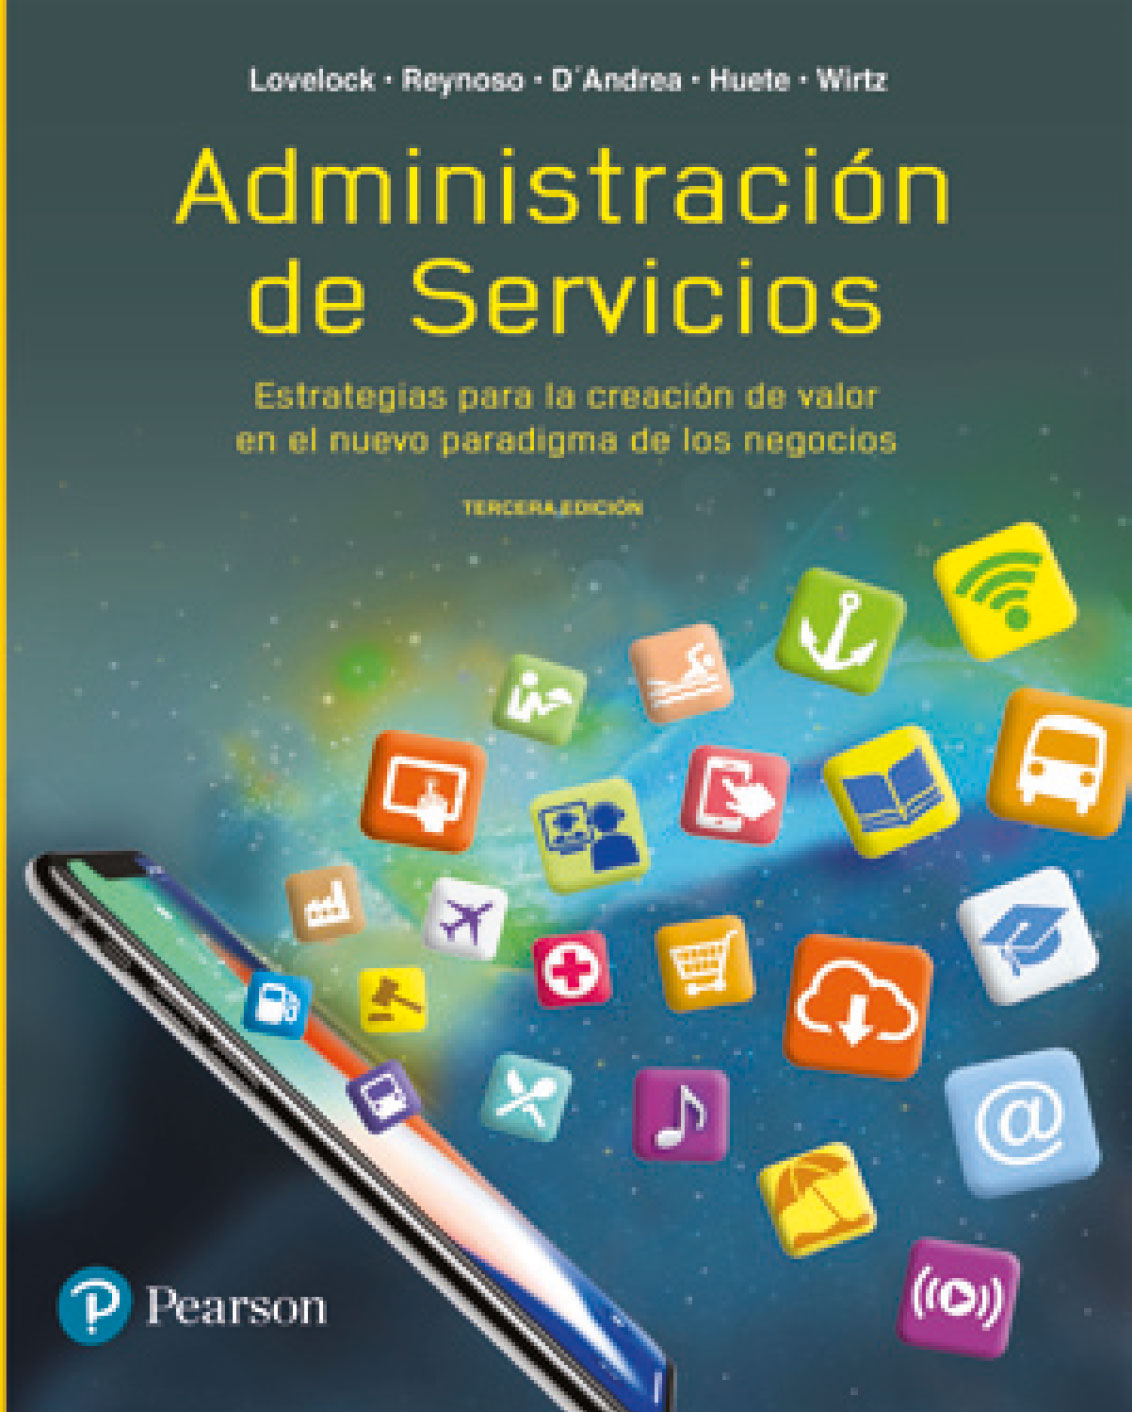 Lovelock • Reynoso • D´Andrea • Huete • Wirtz
Administración
de Servicios
Estrategias para la creación de valor
en el nuevo paradigma de los negocios
TERCERA EDICIÓN
@
Pearson